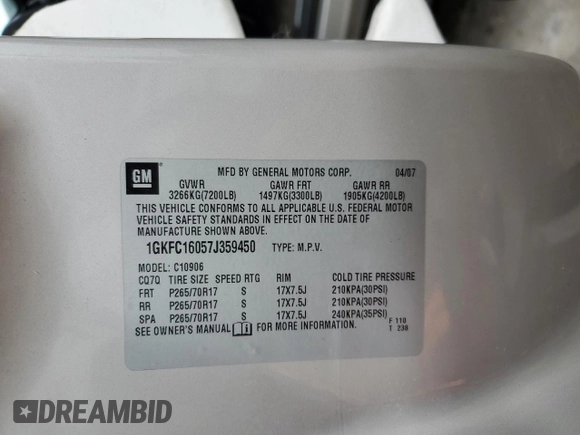 GM
MFD BY GENERAL MOTORS CORP. 04/07
GVWR GAWR FRT GAWR RR
3266KG(7200LB) 1497KG(3300LB) 1905KG(4200LB)
THIS VEHICLE CONFORMS TO ALL APPLICABLE U.S. FEDERAL MOTOR
VEHICLE SAFETY STANDARDS IN EFFECT ON THE DATE OF
MANUFACTURE SHOWN ABOVE.
1GKFC16057J359450 TYPE: M.P.V.
MODEL: C10906
CQ7Q TIRE SIZE SPEED RTG RIM COLD TIRE PRESSURE
FRT P265/70R17 S 17X7.5J 210KPA(30PSI)
RR P265/70R17 S 17X7.5J 210KPA(30PSI)
SPA P265/70R17 S 17X7.5J 240KPA(35PSI)
SEE OWNER'S MANUAL FOR MORE INFORMATION.
F 110
T 238
DREAMBID